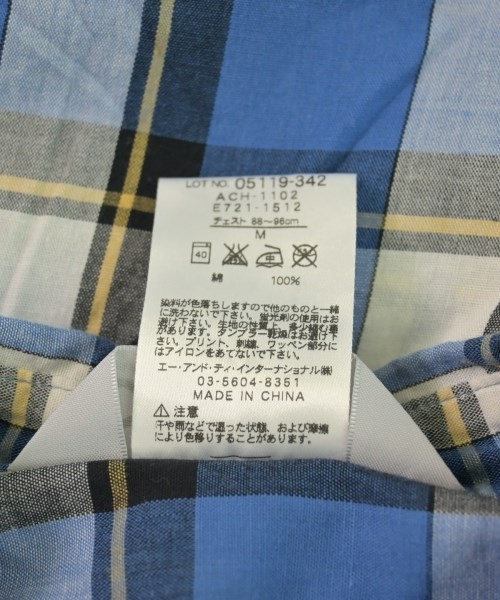 LOT NO. 05119-342
ACH-1102
E721-1512
チェスト 88～96cm
M
40
綿 100%
染料が色落ちしますので他のものと一緒
に洗わないで下さい。蛍光剤の使用はお
避け下さい。生地の性質上、多少縮む事
があります。タンブラー乾燥はお避け下
さい。プリント、刺繍、ワッペン部分に
はアイロンをあてないで下さい。
エー・アンド・ディ・インターナショナル㈱
03-5604-8351
MADE IN CHINA
⚠ 注意
汗や雨などで湿った状態、および摩擦
により色移りすることがあります。